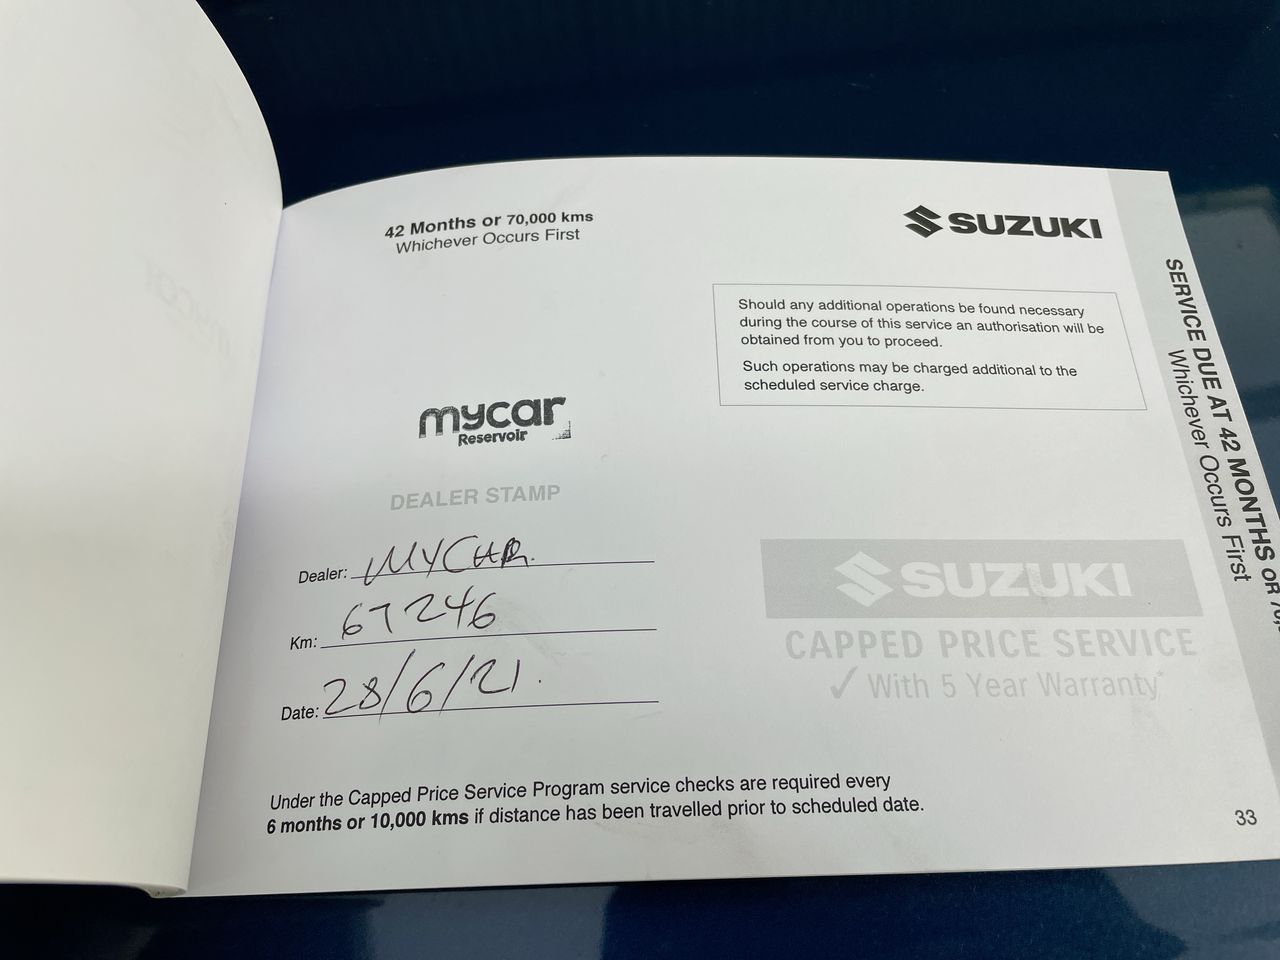 42 Months or 70,000 kms
Whichever Occurs First
SUZUKI
Should any additional operations be found necessary
during the course of this service an authorisation will be
obtained from you to proceed.
Such operations may be charged additional to the
scheduled service charge.
mycar
Reservoir
DEALER STAMP
Dealer: MYCAR.
Km: 67246
Date: 28/6/21.
SUZUKI
CAPPED PRICE SERVICE
✓ With 5 Year Warranty*
Under the Capped Price Service Program service checks are required every
6 months or 10,000 kms if distance has been travelled prior to scheduled date.
33
SERVICE DUE AT 42 MONTHS OR
Whichever Occurs First
mycar